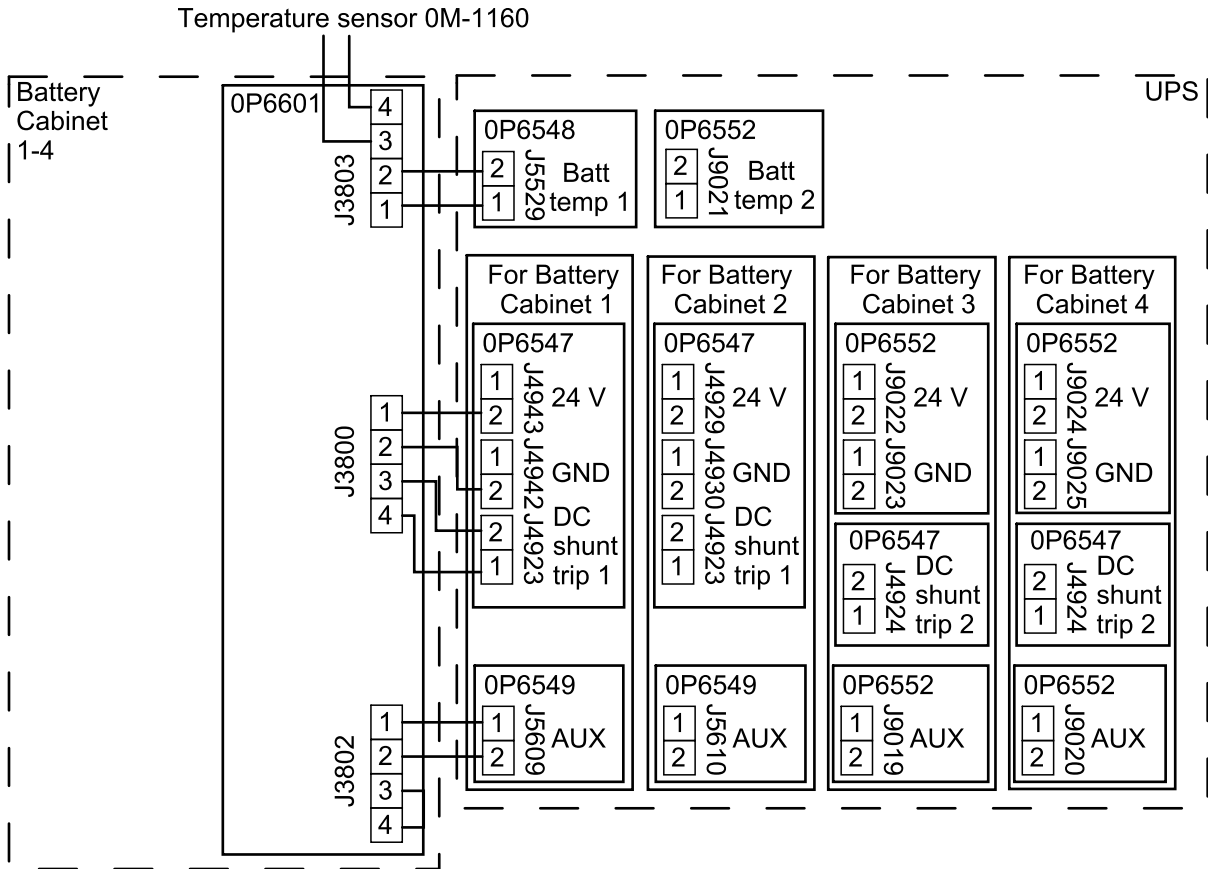 Temperature sensor 0M-1160
Battery
Cabinet
1-4
UPS
0P6601
4
3
2
1
J3803
0P6548
2
1
J5529
Batt
temp 1
0P6552
2
1
J9021
Batt
temp 2
1
2
3
4
J3800
1
2
3
4
J3802
For Battery
Cabinet 1
0P6547
1
2
J4943
24 V
1
2
J4942
GND
2
1
J4923
DC
shunt
trip 1
0P6549
1
2
J5609
AUX
For Battery
Cabinet 2
0P6547
1
2
J4929
24 V
1
2
J4930
GND
2
1
J4923
DC
shunt
trip 1
0P6549
1
2
J5610
AUX
For Battery
Cabinet 3
0P6552
1
2
J9022
24 V
1
2
J9023
GND
0P6547
2
1
J4924
DC
shunt
trip 2
0P6552
1
2
J9019
AUX
For Battery
Cabinet 4
0P6552
1
2
J9024
24 V
1
2
J9025
GND
0P6547
2
1
J4924
DC
shunt
trip 2
0P6552
1
2
J9020
AUX